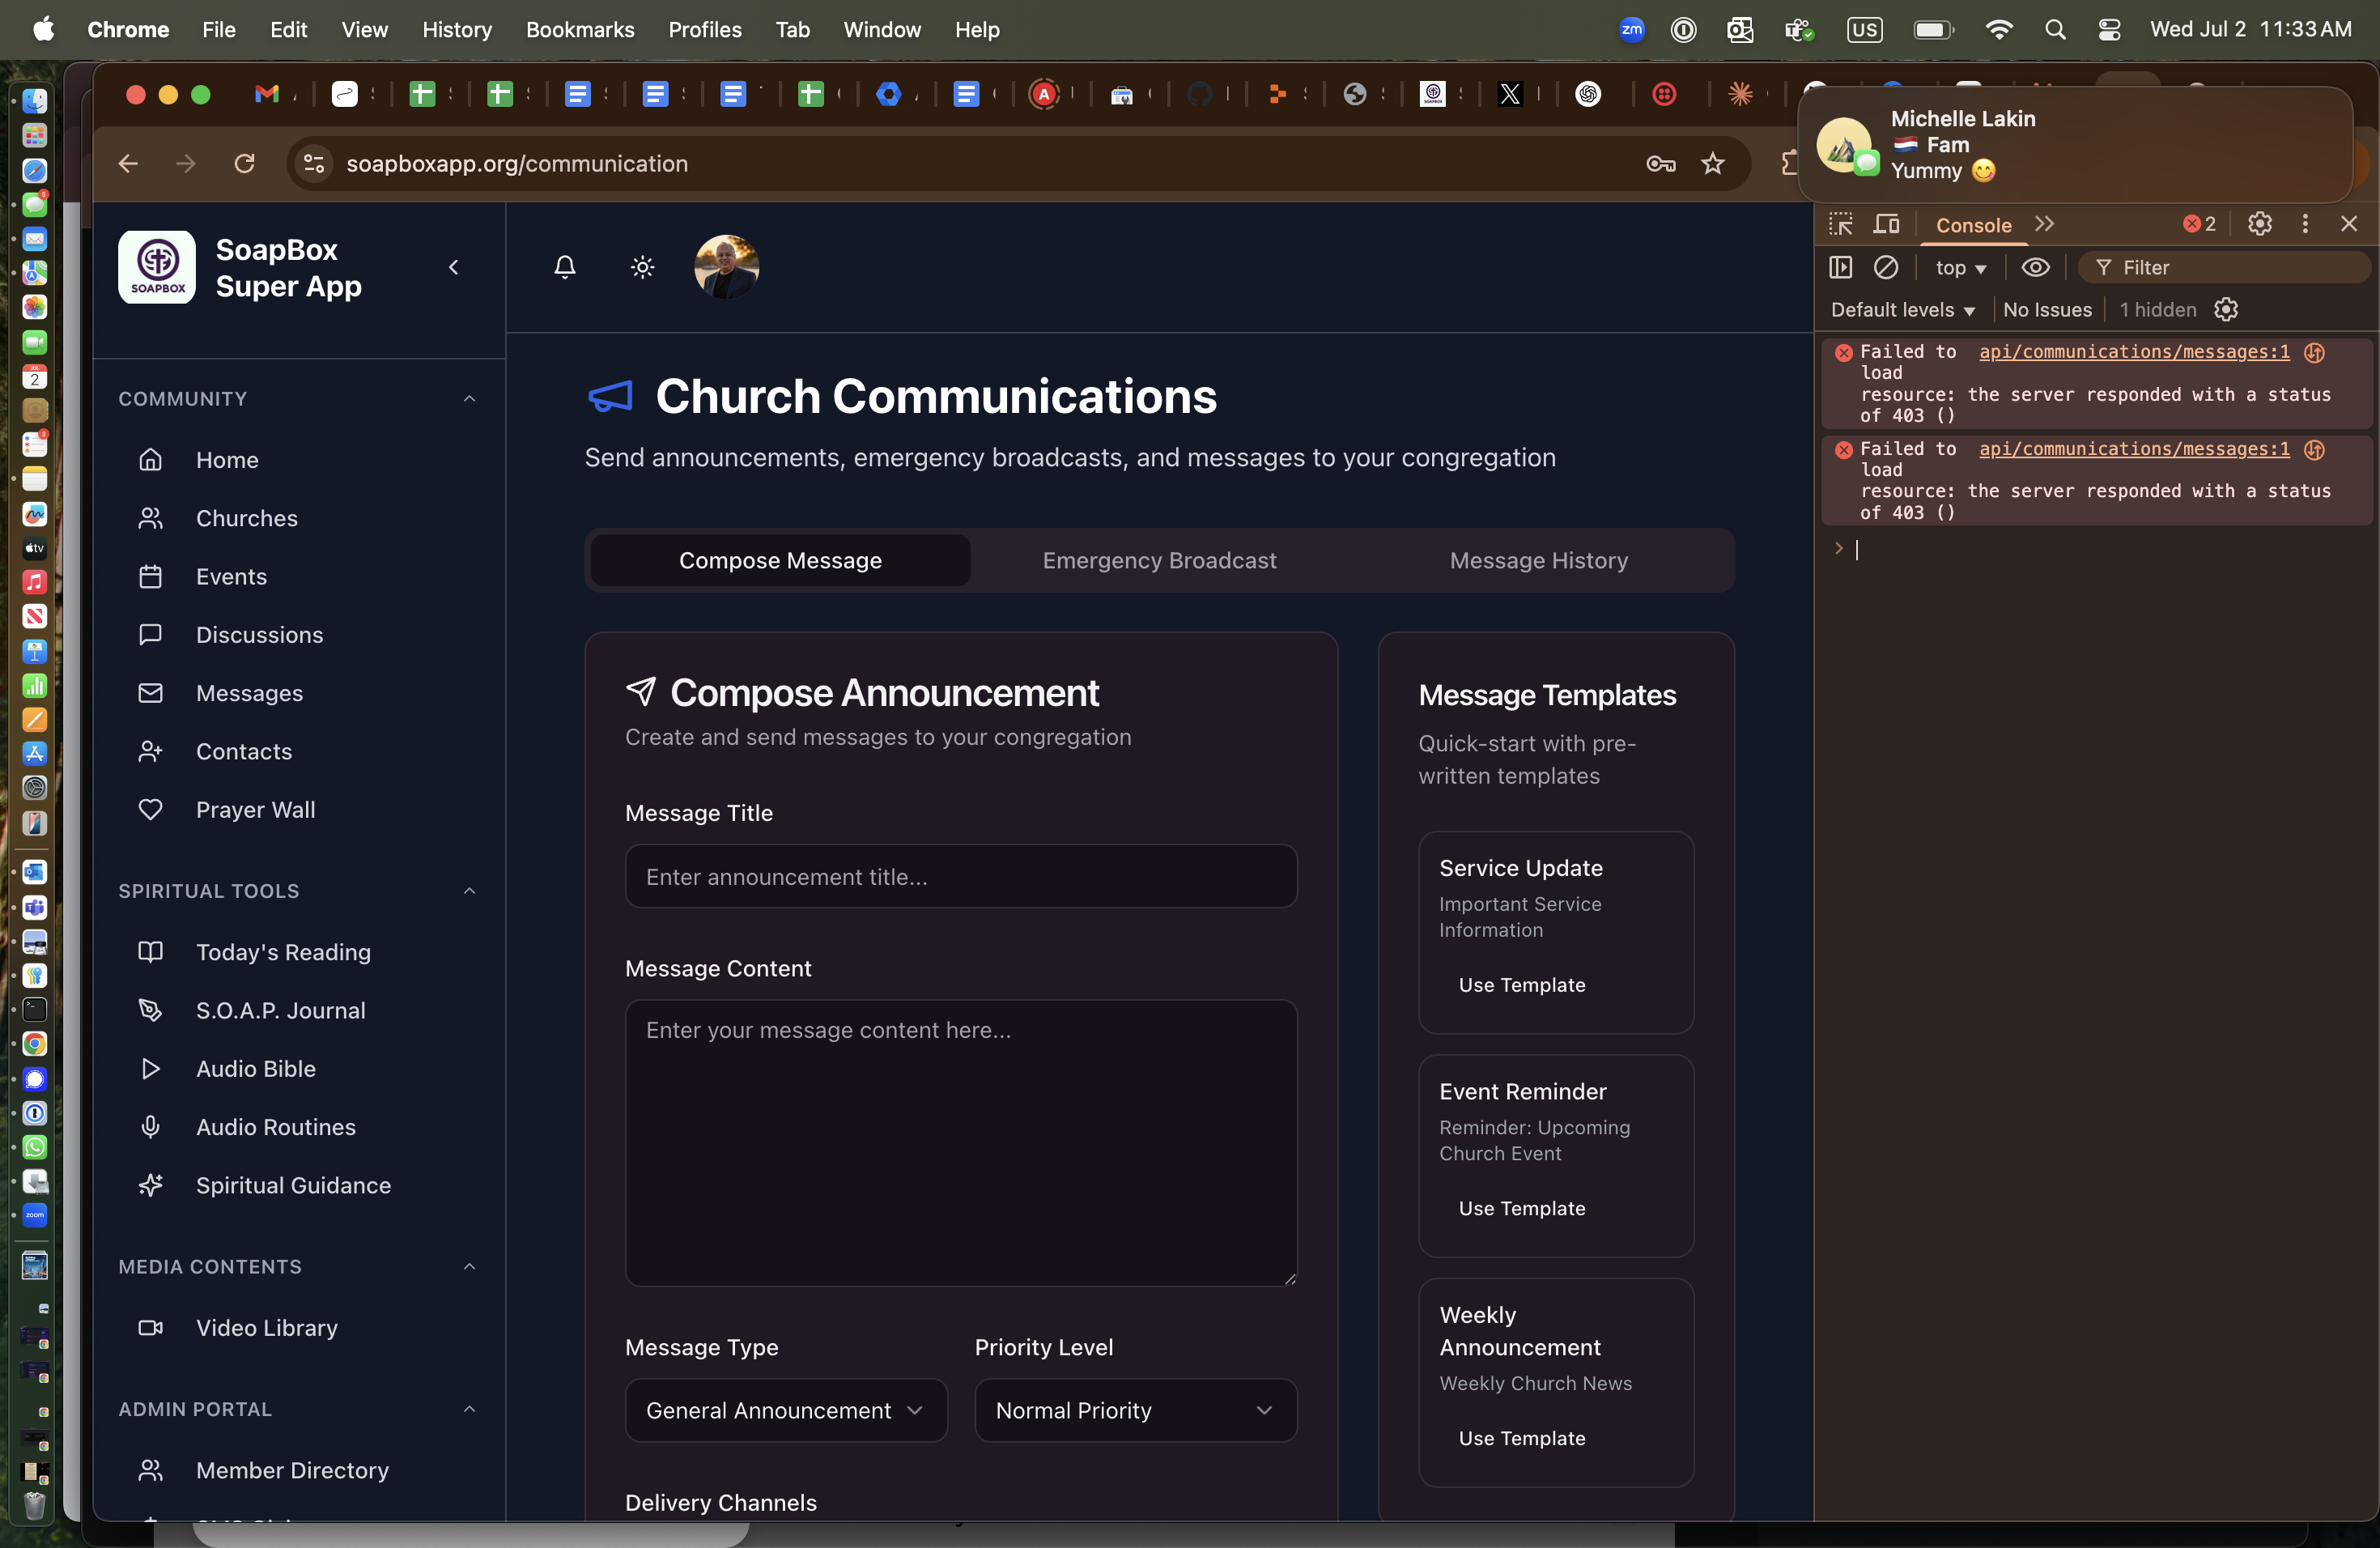 Chrome File Edit View History Bookmarks Profiles Tab Window Help
zm
US
Wed Jul 2 11:33 AM
Michelle Lakin
Fam
Yummy
soapboxapp.org/communication
SOAPBOX
SoapBox
Super App
Console
2
top
Filter
Default levels
No Issues
1 hidden
Failed to load api/communications/messages:1
resource: the server responded with a status
of 403 ()
Failed to load api/communications/messages:1
resource: the server responded with a status
of 403 ()
COMMUNITY
Home
Churches
Events
Discussions
Messages
Contacts
Prayer Wall
SPIRITUAL TOOLS
Today's Reading
S.O.A.P. Journal
Audio Bible
Audio Routines
Spiritual Guidance
MEDIA CONTENTS
Video Library
ADMIN PORTAL
Member Directory
Church Communications
Send announcements, emergency broadcasts, and messages to your congregation
Compose Message
Emergency Broadcast
Message History
Compose Announcement
Create and send messages to your congregation
Message Title
Enter announcement title...
Message Content
Enter your message content here...
Message Type
Priority Level
General Announcement
Normal Priority
Delivery Channels
Message Templates
Quick-start with pre-
written templates
Service Update
Important Service
Information
Use Template
Event Reminder
Reminder: Upcoming
Church Event
Use Template
Weekly
Announcement
Weekly Church News
Use Template
tv
zoom